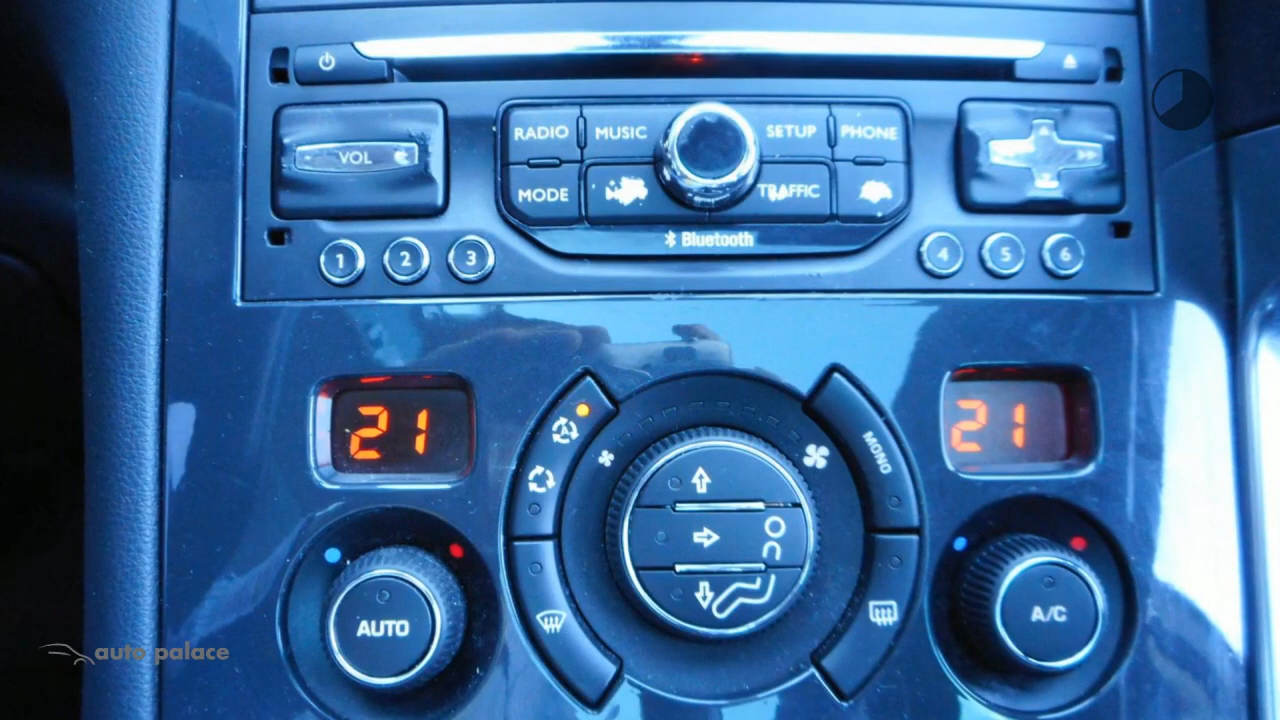 VOL
RADIO MUSIC SETUP PHONE
MODE TRAFFIC
Bluetooth
1 2 3 4 5 6
21 21
A
MONO
AUTO A/C
auto palace